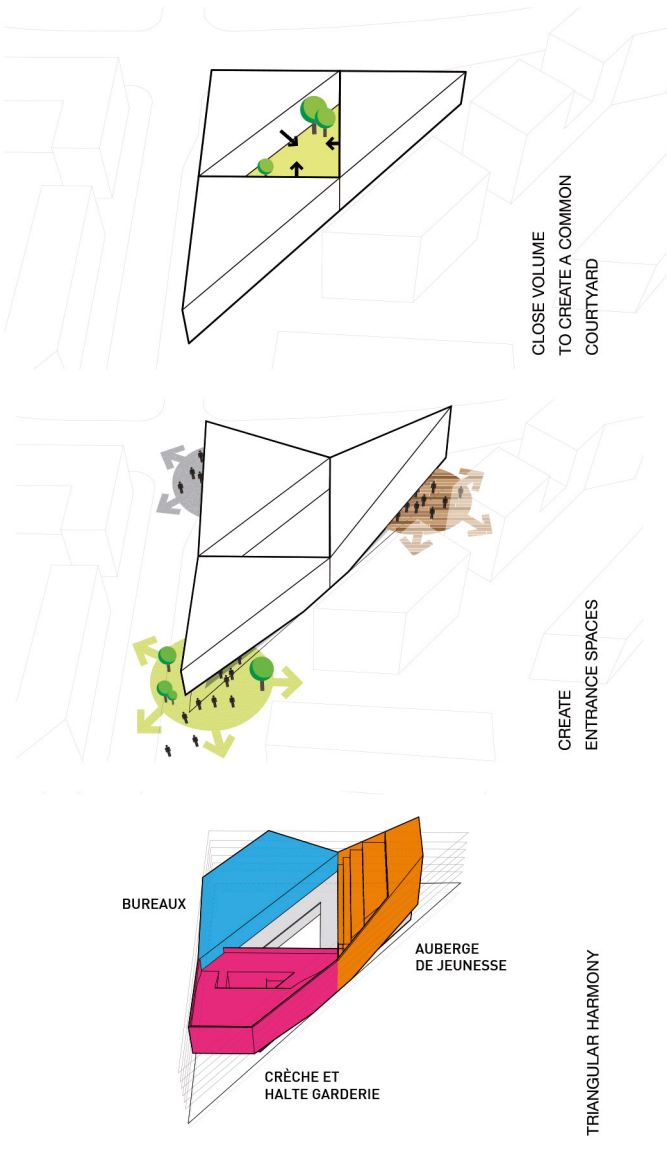 CLOSE VOLUME
TO CREATE A COMMON
COURTYARD
CREATE
ENTRANCE SPACES
BUREAUX
AUBERGE
DE JEUNESSE
CRÈCHE ET
HALTE GARDERIE
TRIANGULAR HARMONY